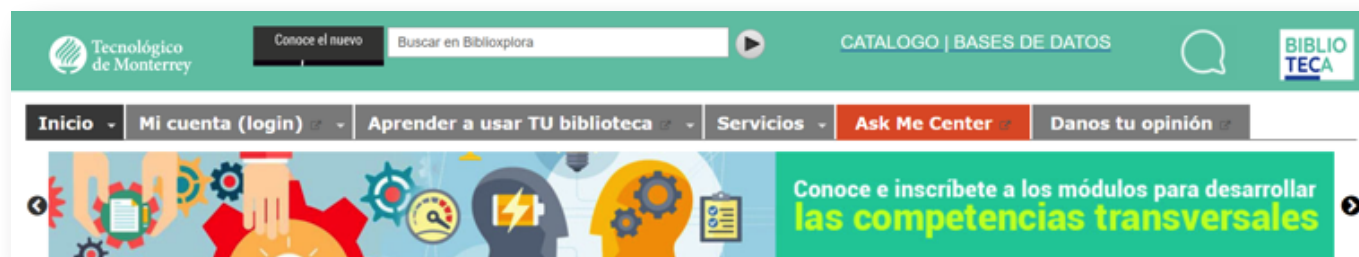 Tecnológico
de Monterrey
Conoce el nuevo
Buscar en Biblioxplora
CATALOGO | BASES DE DATOS
BIBLIO
TECA
Inicio
Mi cuenta (login)
Aprender a usar TU biblioteca
Servicios
Ask Me Center
Danos tu opinión
Conoce e inscríbete a los módulos para desarrollar
las competencias transversales